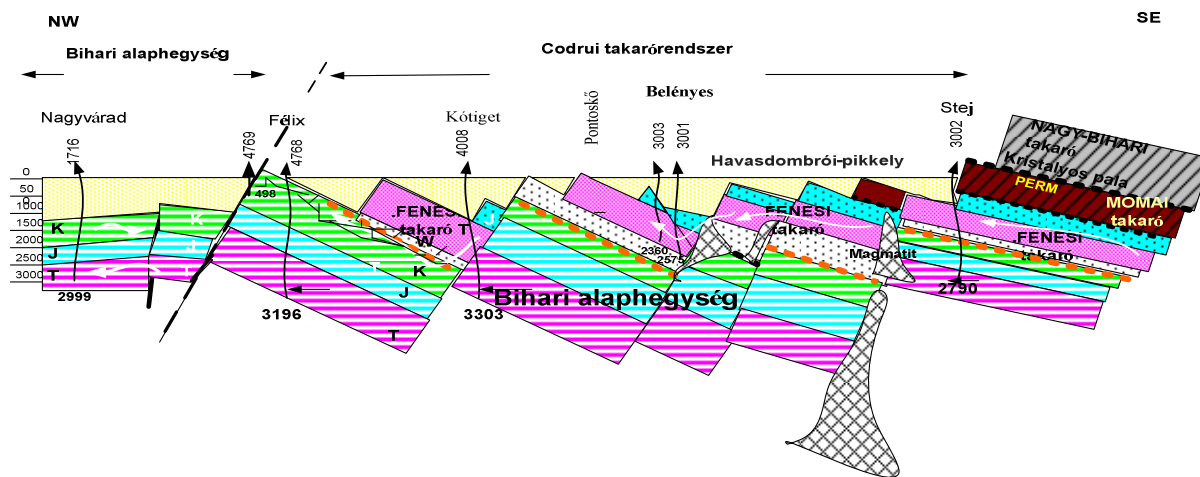 NW
SE
Bihari alaphegység
Codrui takarórendszer
Nagyvárad
Félix
Kótiget
Pontoskő
Belényes
Stej
4716
4769
4768
4008
3003
3001
3002
Havasdombrói-pikkely
NAGY-BIHARI
takaró
Kristályos pala
PERM
MOMAI
takaró
0
50
1000
1500
2000
2500
3000
K
J
T
K
J
T
498
.FENESI
takaró
T
W
J
T
K
J
T
2360
2575
FENESI
takaró
Magmatit
.FENESI
takaró
Bihari alaphegység
2999
3196
3303
2790